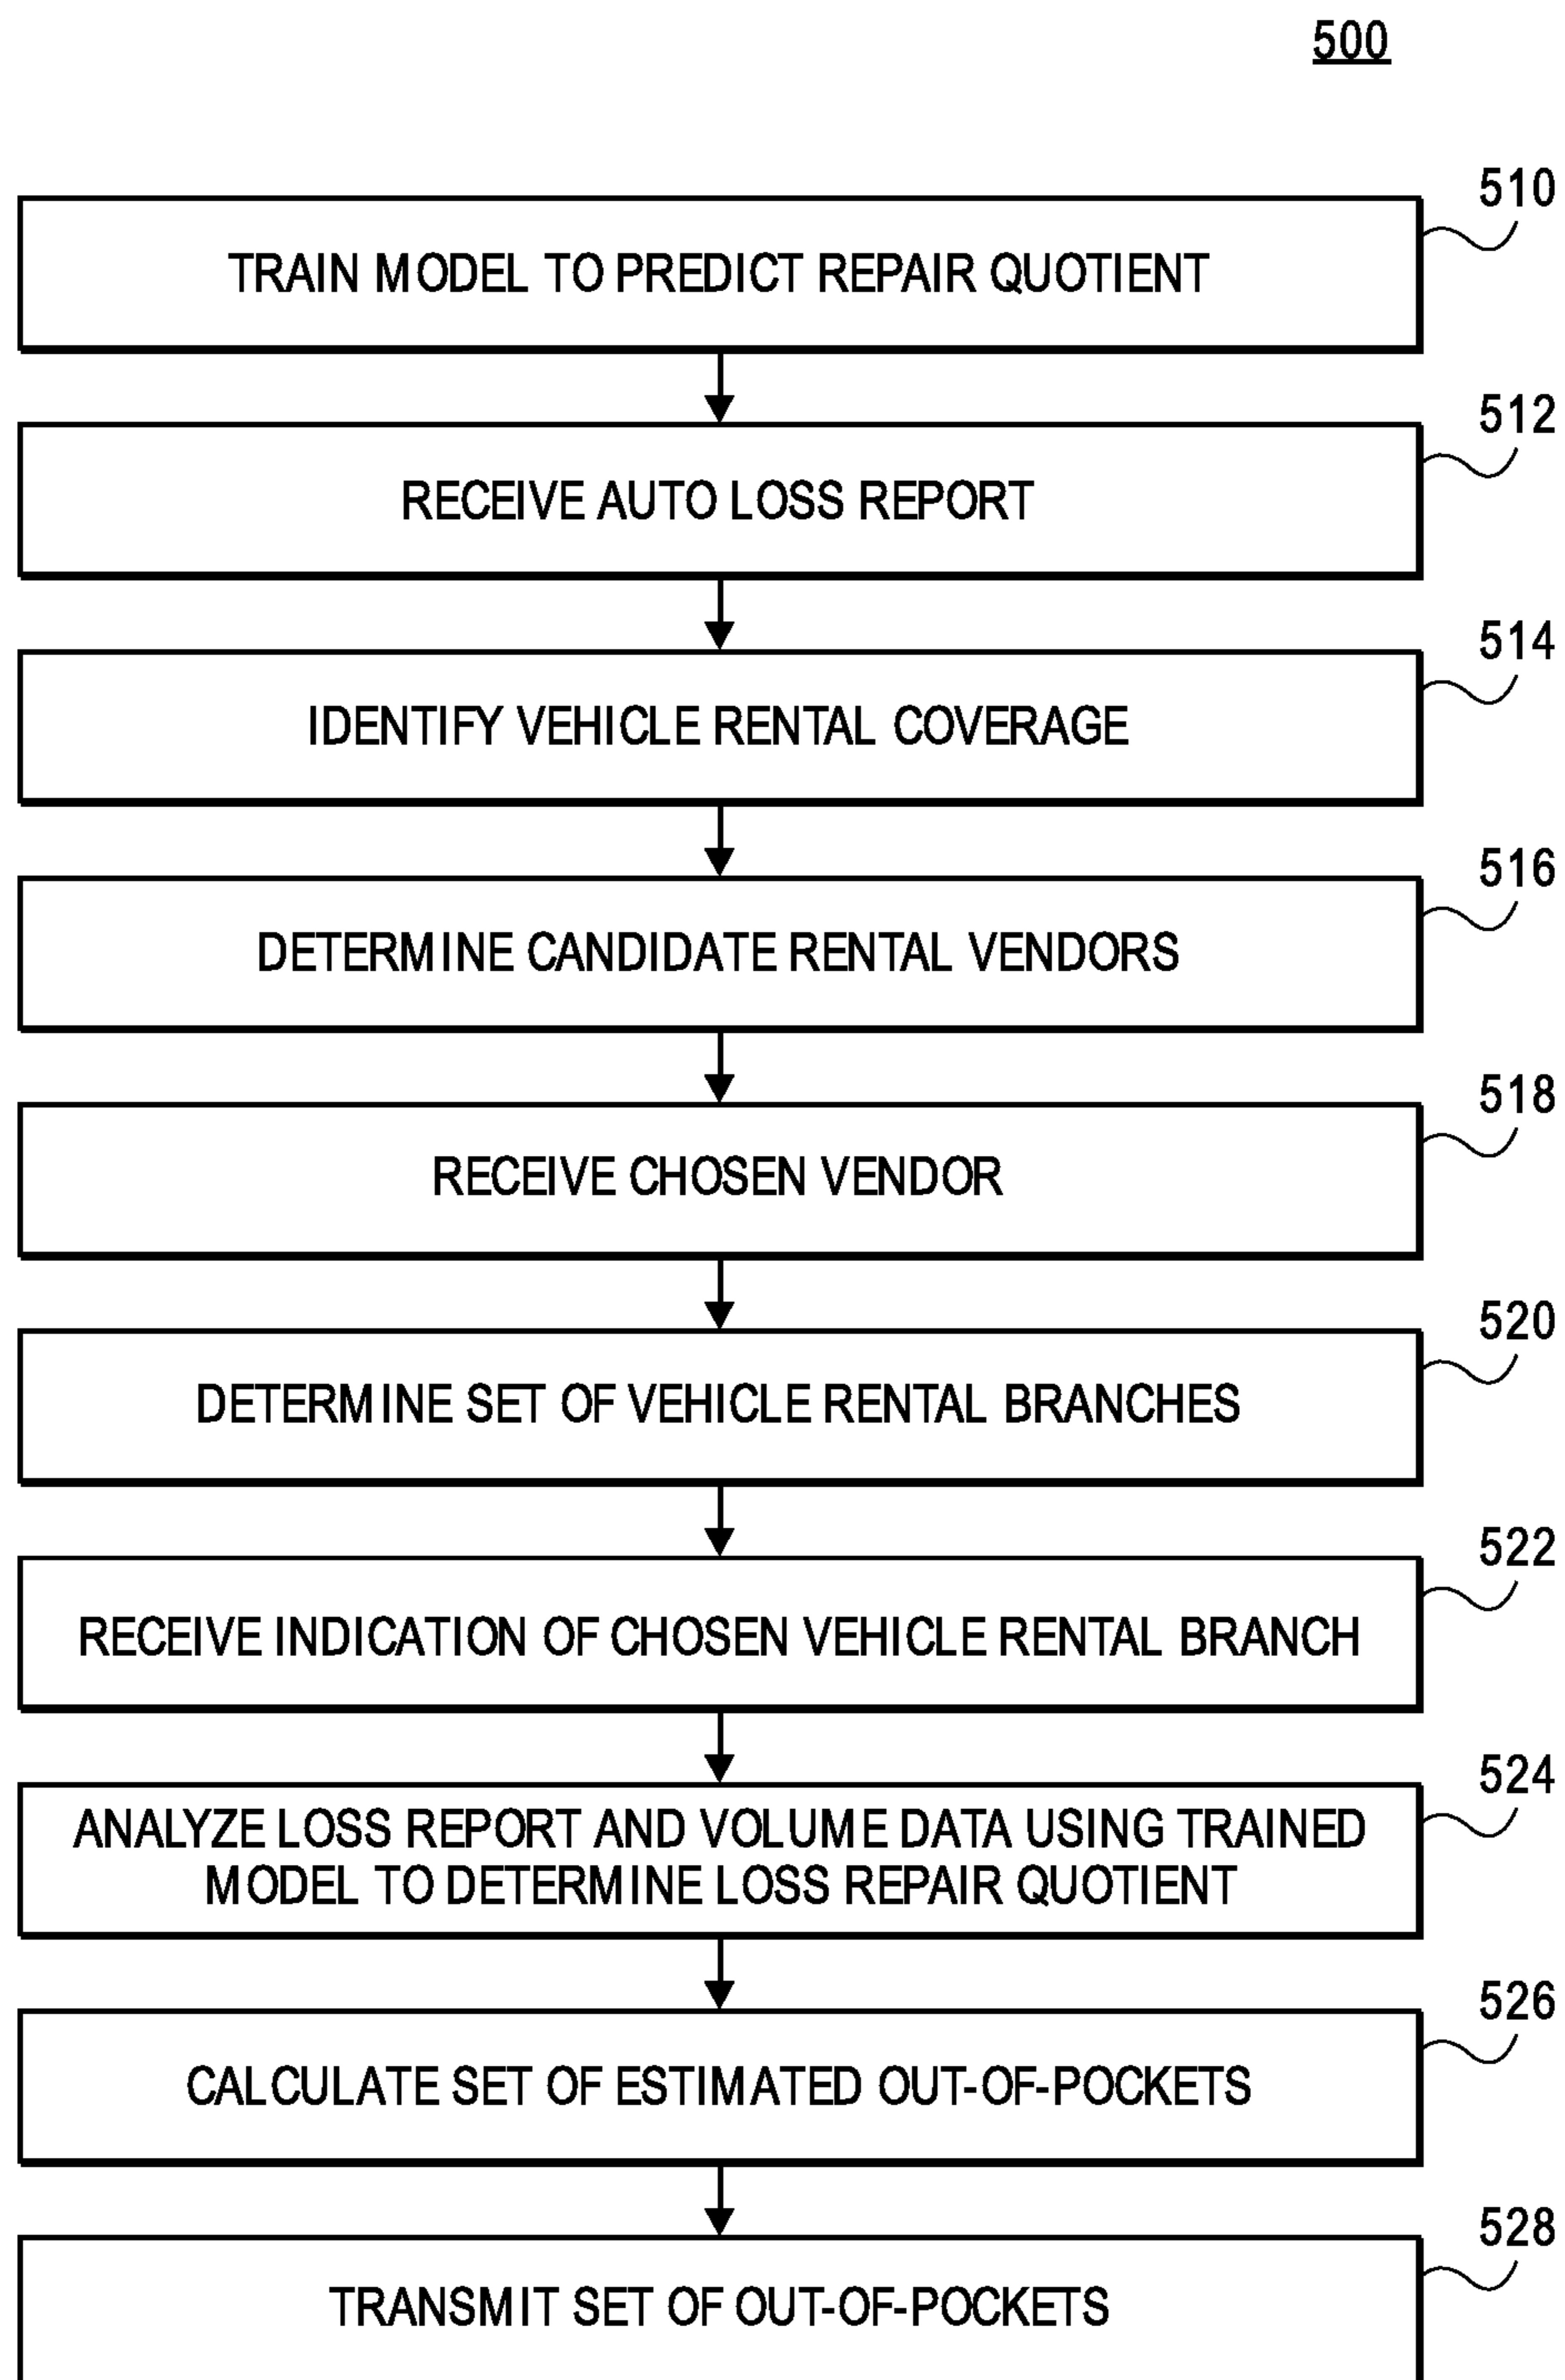 500
510
TRAIN MODEL TO PREDICT REPAIR QUOTIENT
512
RECEIVE AUTO LOSS REPORT
514
IDENTIFY VEHICLE RENTAL COVERAGE
516
DETERMINE CANDIDATE RENTAL VENDORS
518
RECEIVE CHOSEN VENDOR
520
DETERMINE SET OF VEHICLE RENTAL BRANCHES
522
RECEIVE INDICATION OF CHOSEN VEHICLE RENTAL BRANCH
524
ANALYZE LOSS REPORT AND VOLUME DATA USING TRAINED
MODEL TO DETERMINE LOSS REPAIR QUOTIENT
526
CALCULATE SET OF ESTIMATED OUT-OF-POCKETS
528
TRANSMIT SET OF OUT-OF-POCKETS